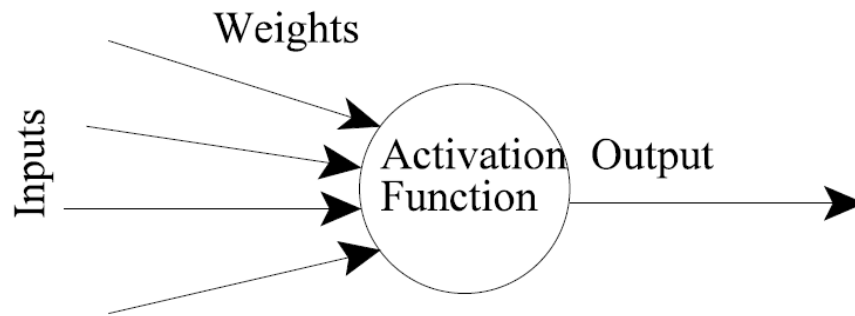 Weights
Inputs
Activation
Function
Output